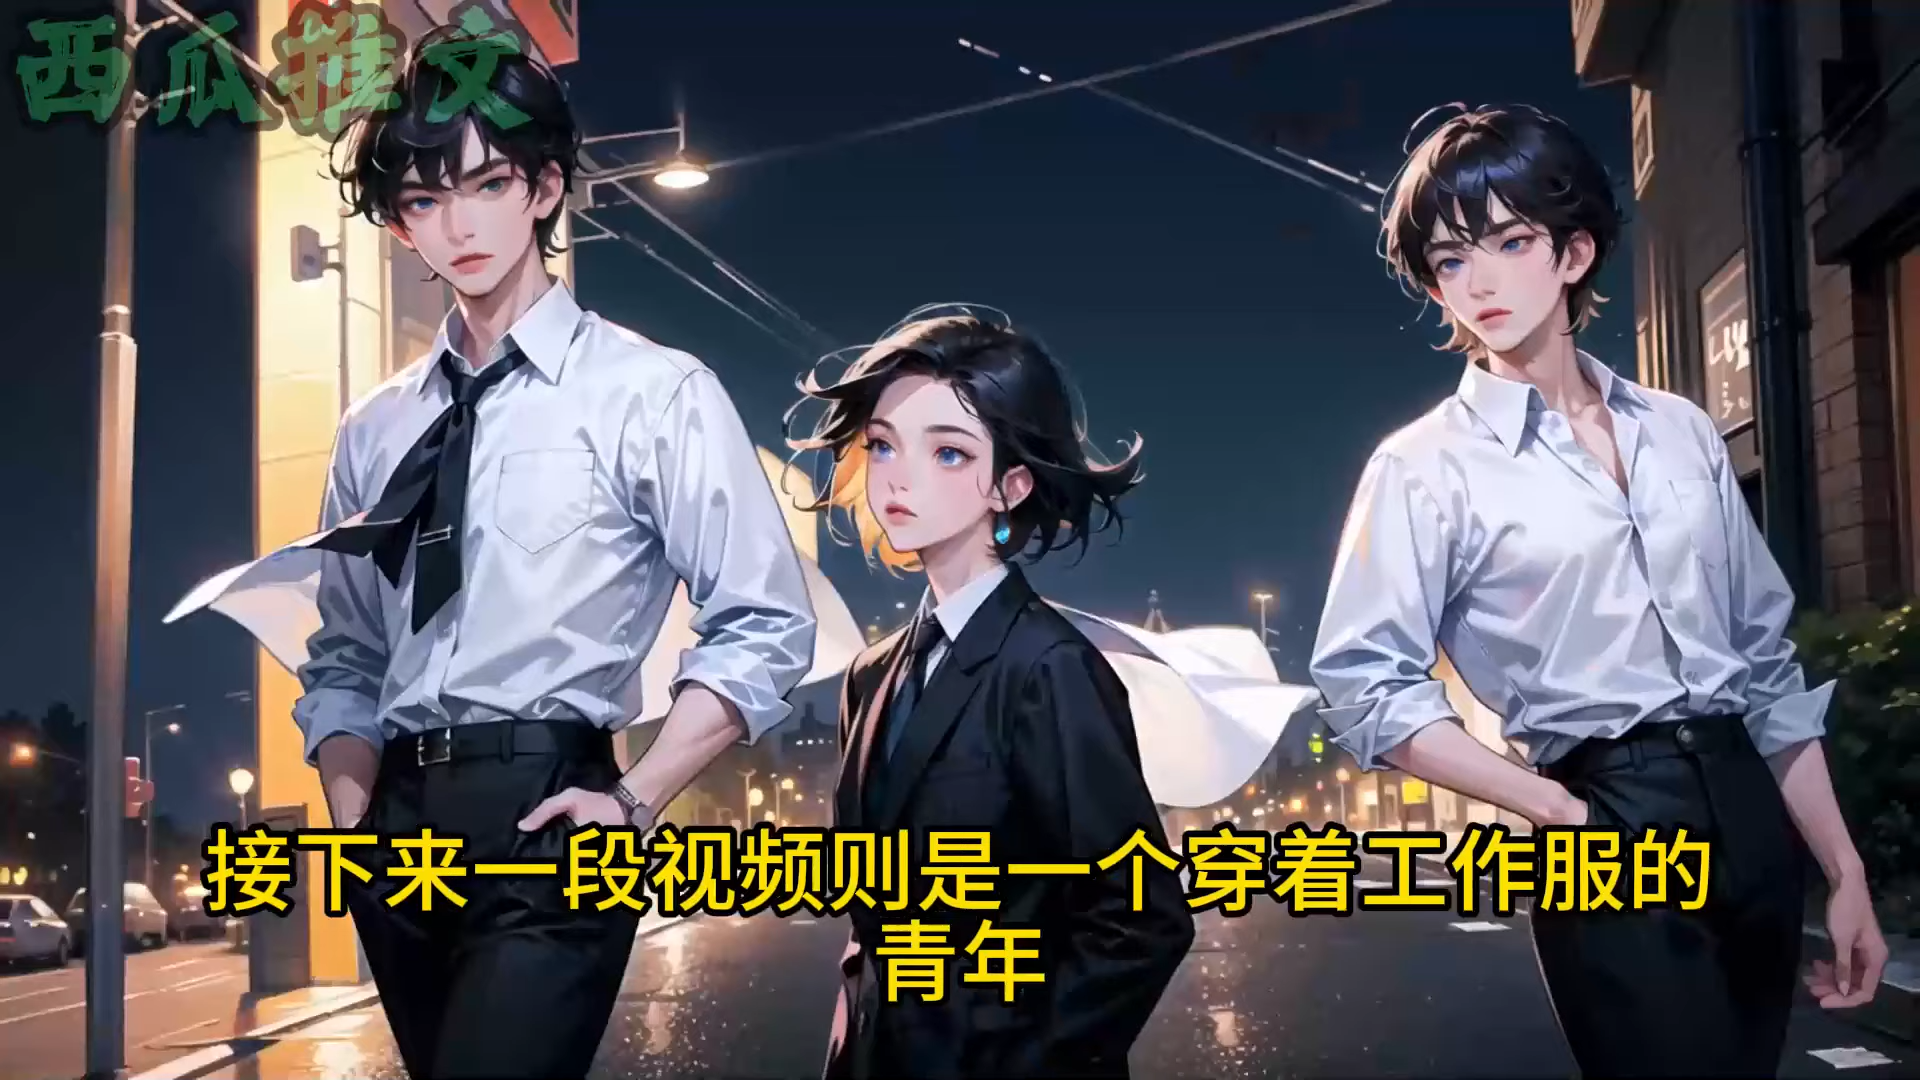 西瓜推文
接下来一段视频则是一个穿着工作服的
青年